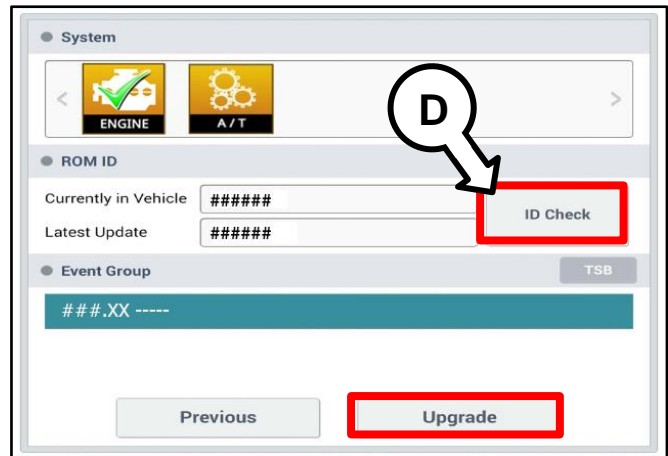 System
<
ENGINE
A/T
D
>
ROM ID
Currently in Vehicle ######
ID Check
Latest Update ######
Event Group TSB
###.XX -----
Previous Upgrade